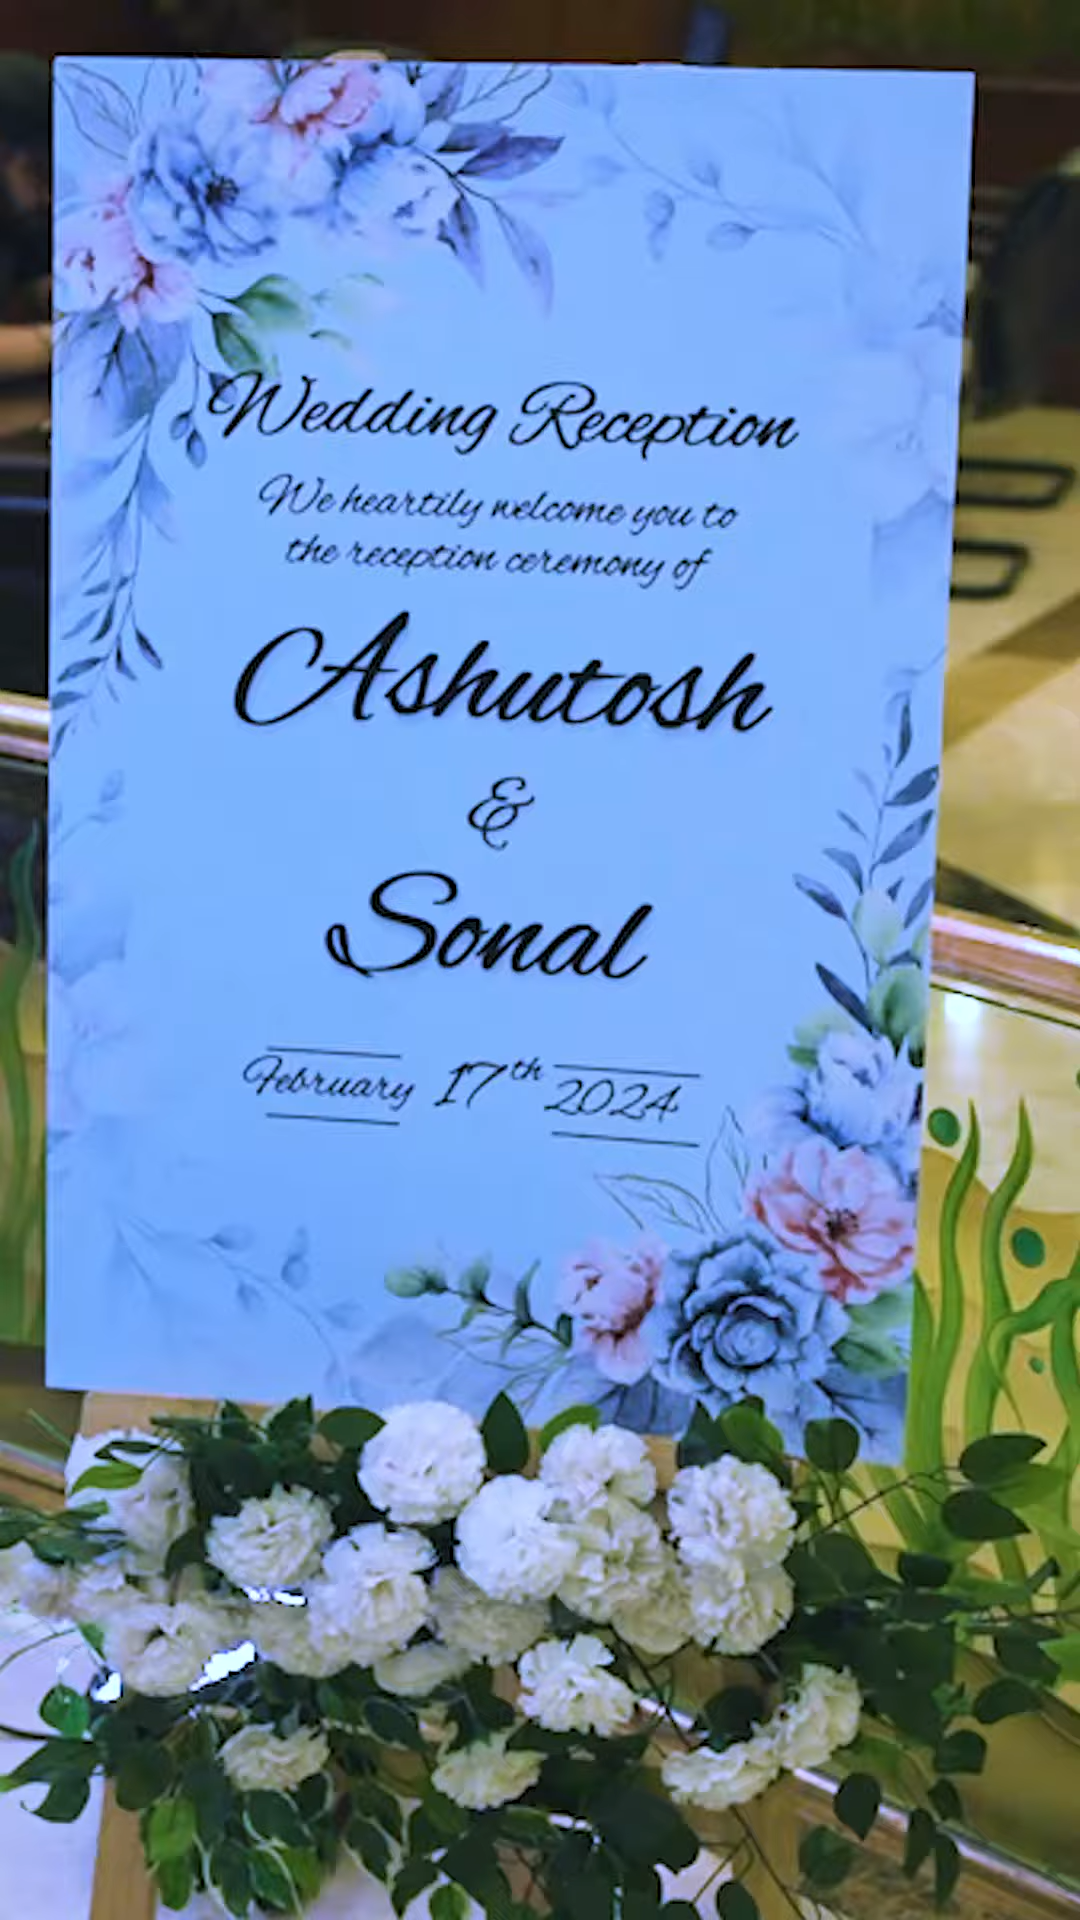 Wedding Reception
We heartily welcome you to
the reception ceremony of
Ashutosh
&
Sonal
February 17th 2024